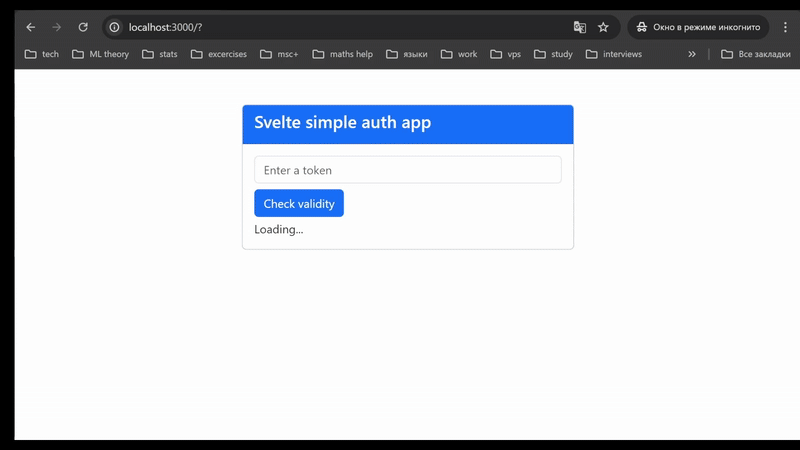 localhost:3000/?
Окно в режиме инкогнито
tech ML theory stats excercises msc+ maths help языки work vps study interviews » Все закладки
Svelte simple auth app
Enter a token
Check validity
Loading...